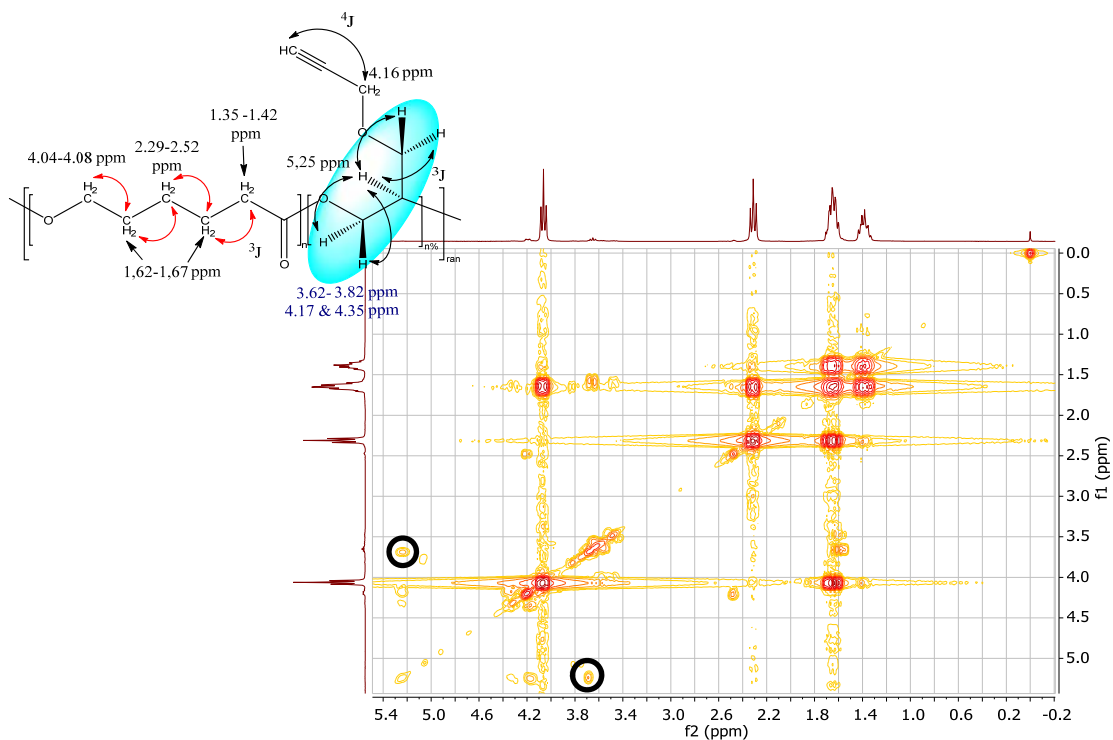 4J
HC
4.16 ppm
CH2
1.35 -1.42
ppm
H
O
H
4.04-4.08 ppm
2.29-2.52
ppm
5,25 ppm
3J
H2
C
H2
C
H2
C
H
O
O
C
H2
C
H2
3J
O
n
H
H
n%
ran
1,62-1,67 ppm
3.62- 3.82 ppm
4.17 & 4.35 ppm
0.0
0.5
1.0
1.5
2.0
2.5
3.0
3.5
4.0
4.5
5.0
f1 (ppm)
5.4 5.0 4.6 4.2 3.8 3.4 3.0 2.6 2.2 1.8 1.4 1.0 0.6 0.2 -0.2
f2 (ppm)